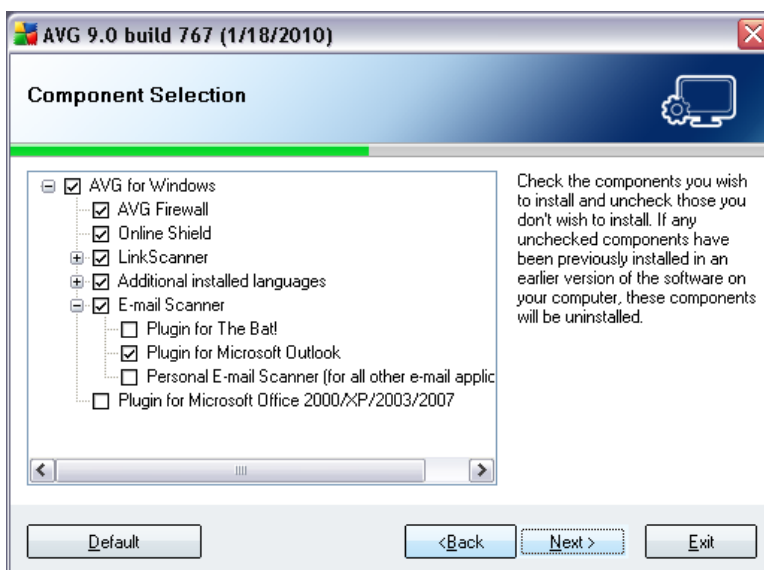 AVG 9.0 build 767 (1/18/2010)
Component Selection
AVG for Windows
AVG Firewall
Online Shield
LinkScanner
Additional installed languages
E-mail Scanner
Plugin for The Bat!
Plugin for Microsoft Outlook
Personal E-mail Scanner (for all other e-mail applic
Plugin for Microsoft Office 2000/XP/2003/2007
Check the components you wish
to install and uncheck those you
don't wish to install. If any
unchecked components have
been previously installed in an
earlier version of the software on
your computer, these components
will be uninstalled.
Default
<Back
Next >
Exit